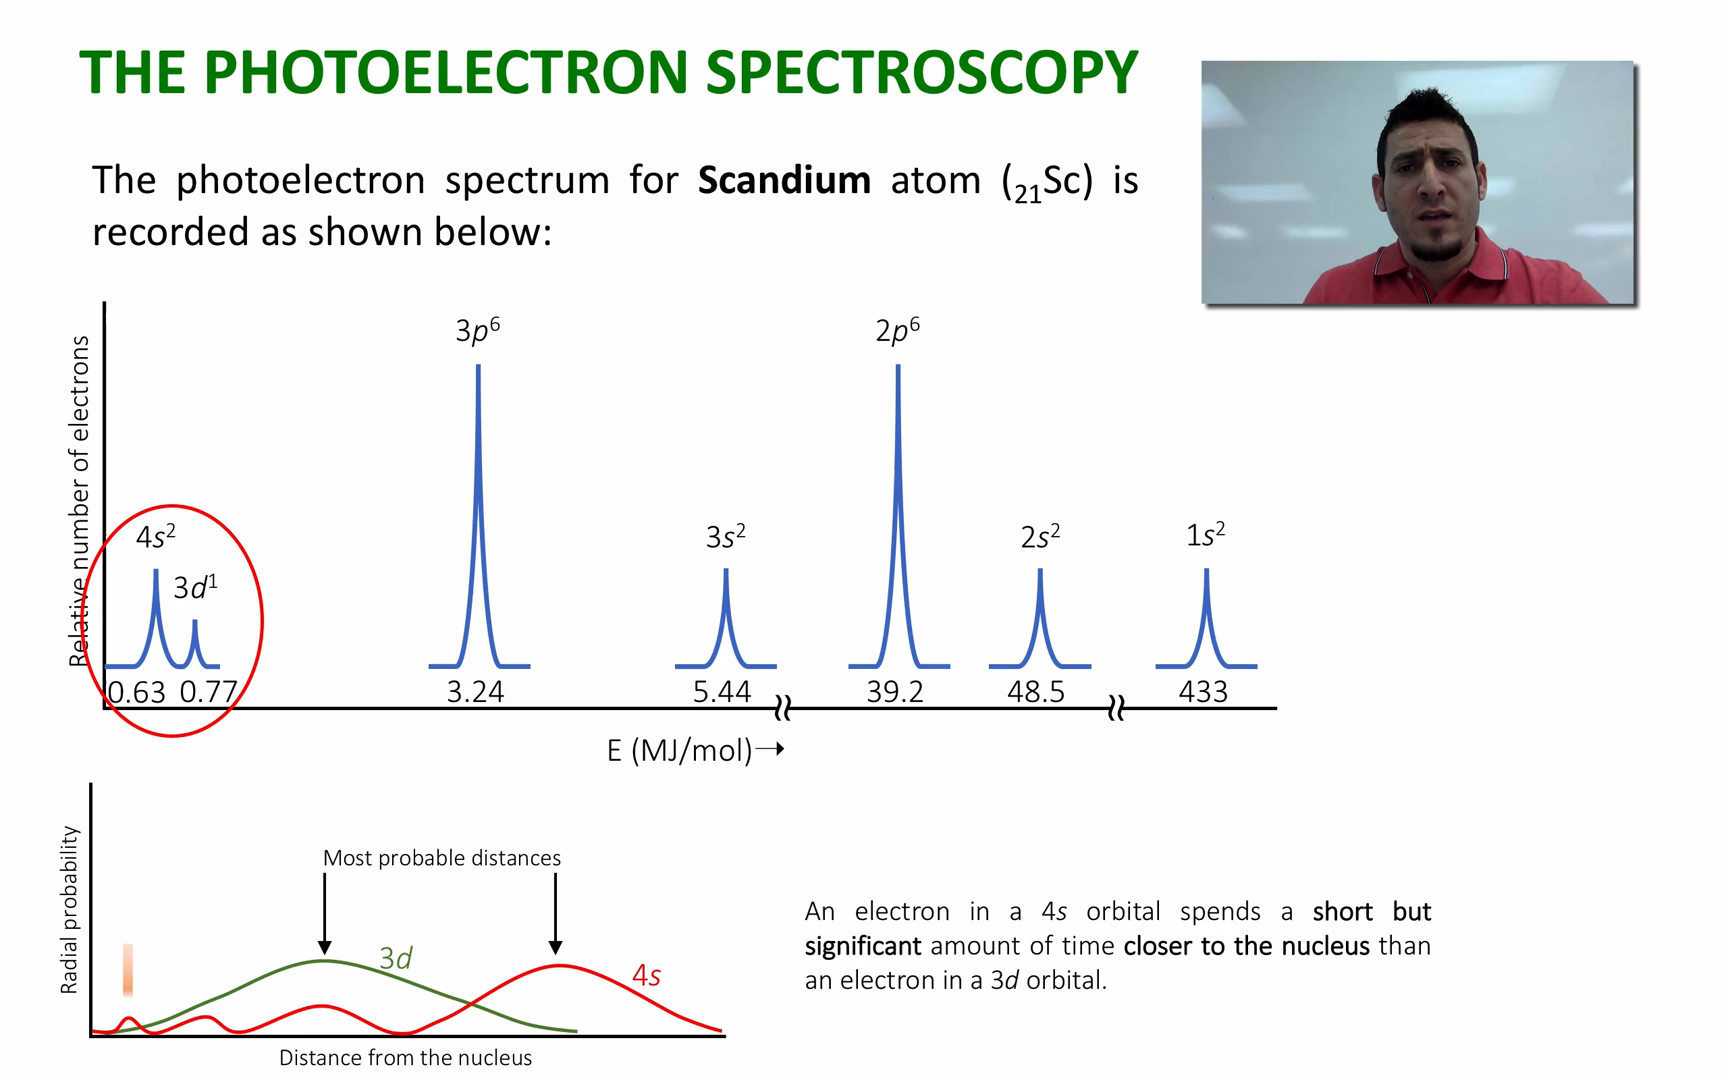 THE PHOTOELECTRON SPECTROSCOPY
The photoelectron spectrum for Scandium atom (₂₁Sc) is
recorded as shown below:
Relative number of electrons
3p⁶
2p⁶
4s²
3d¹
3s²
2s²
1s²
0.63 0.77 3.24 5.44 39.2 48.5 433
E (MJ/mol)→
Radial probability
Most probable distances
3d
4s
Distance from the nucleus
An electron in a 4s orbital spends a short but
significant amount of time closer to the nucleus than
an electron in a 3d orbital.